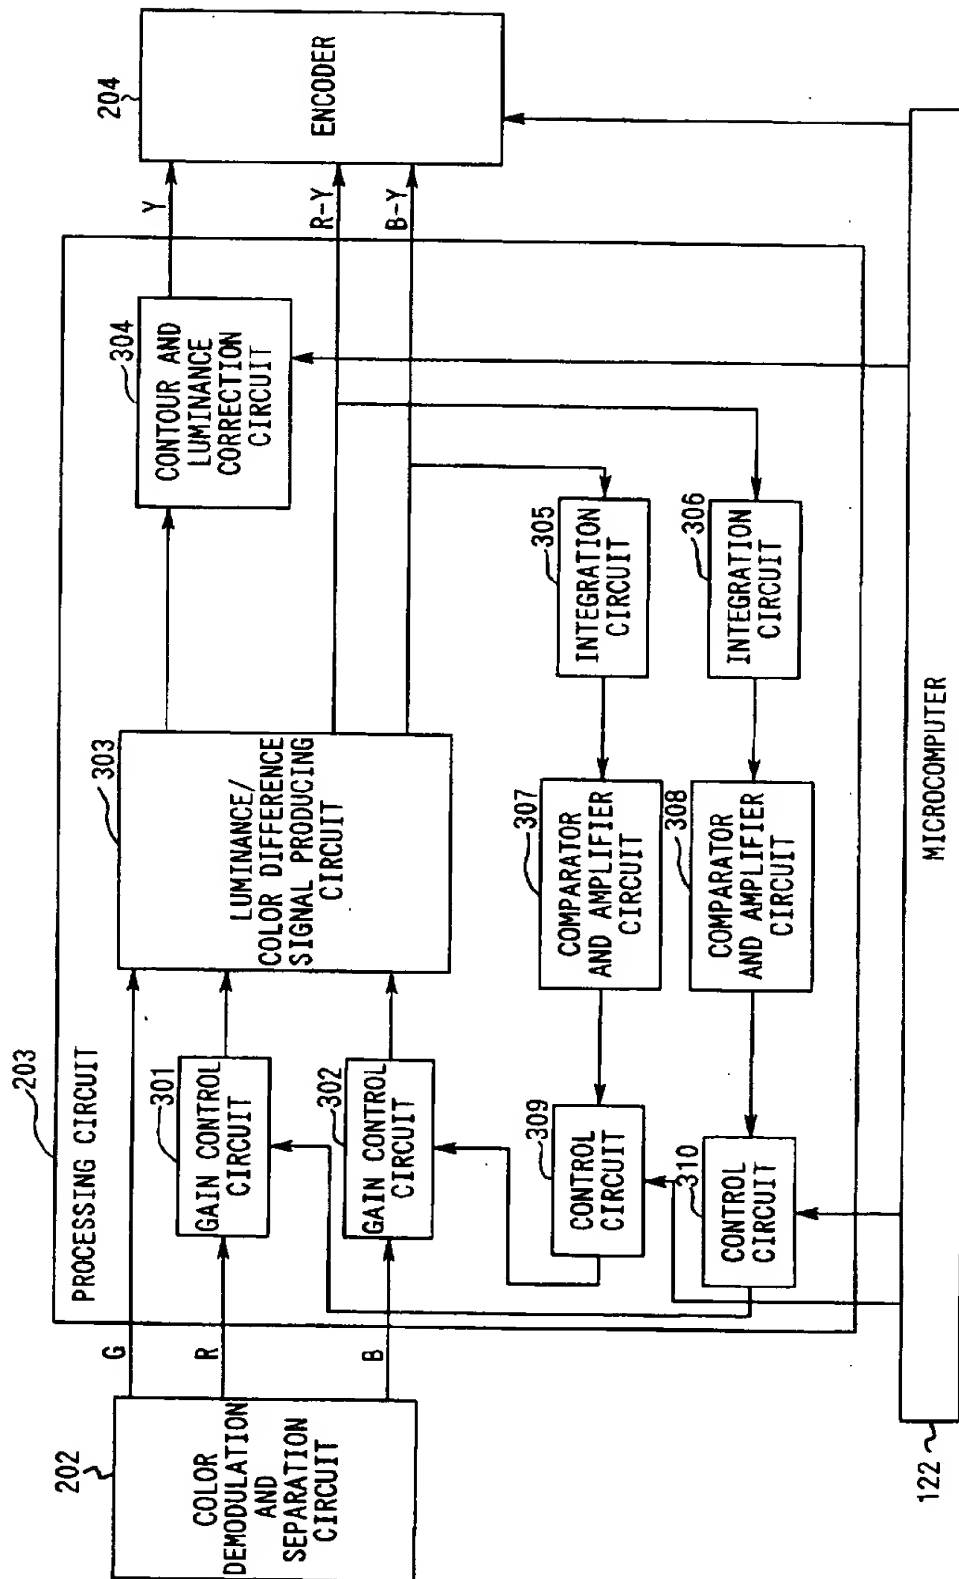 203
PROCESSING CIRCUIT
202
COLOR
DEMODULATION
AND
SEPARATION
CIRCUIT
G
R
B
301
GAIN CONTROL
CIRCUIT
302
GAIN CONTROL
CIRCUIT
303
LUMINANCE/
COLOR DIFFERENCE
SIGNAL PRODUCING
CIRCUIT
304
CONTOUR AND
LUMINANCE
CORRECTION
CIRCUIT
Y
R-Y
B-Y
204
ENCODER
309
CONTROL
CIRCUIT
307
COMPARATOR
AND AMPLIFIER
CIRCUIT
305
INTEGRATION
CIRCUIT
310
CONTROL
CIRCUIT
308
COMPARATOR
AND AMPLIFIER
CIRCUIT
306
INTEGRATION
CIRCUIT
122
MICROCOMPUTER